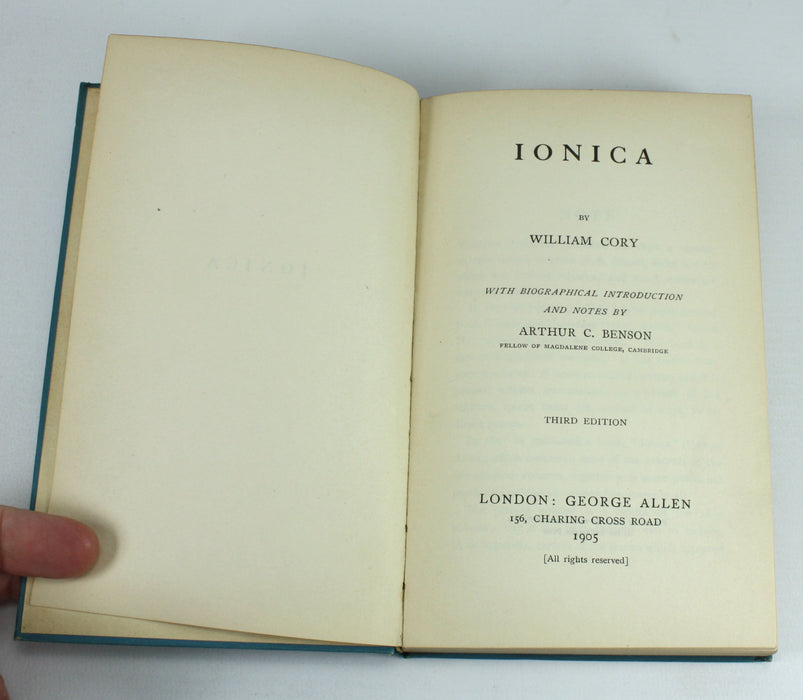 IONICA
BY
WILLIAM CORY
WITH BIOGRAPHICAL INTRODUCTION
AND NOTES BY
ARTHUR C. BENSON
FELLOW OF MAGDALENE COLLEGE, CAMBRIDGE
THIRD EDITION
LONDON: GEORGE ALLEN
156, CHARING CROSS ROAD
1905
[All rights reserved]